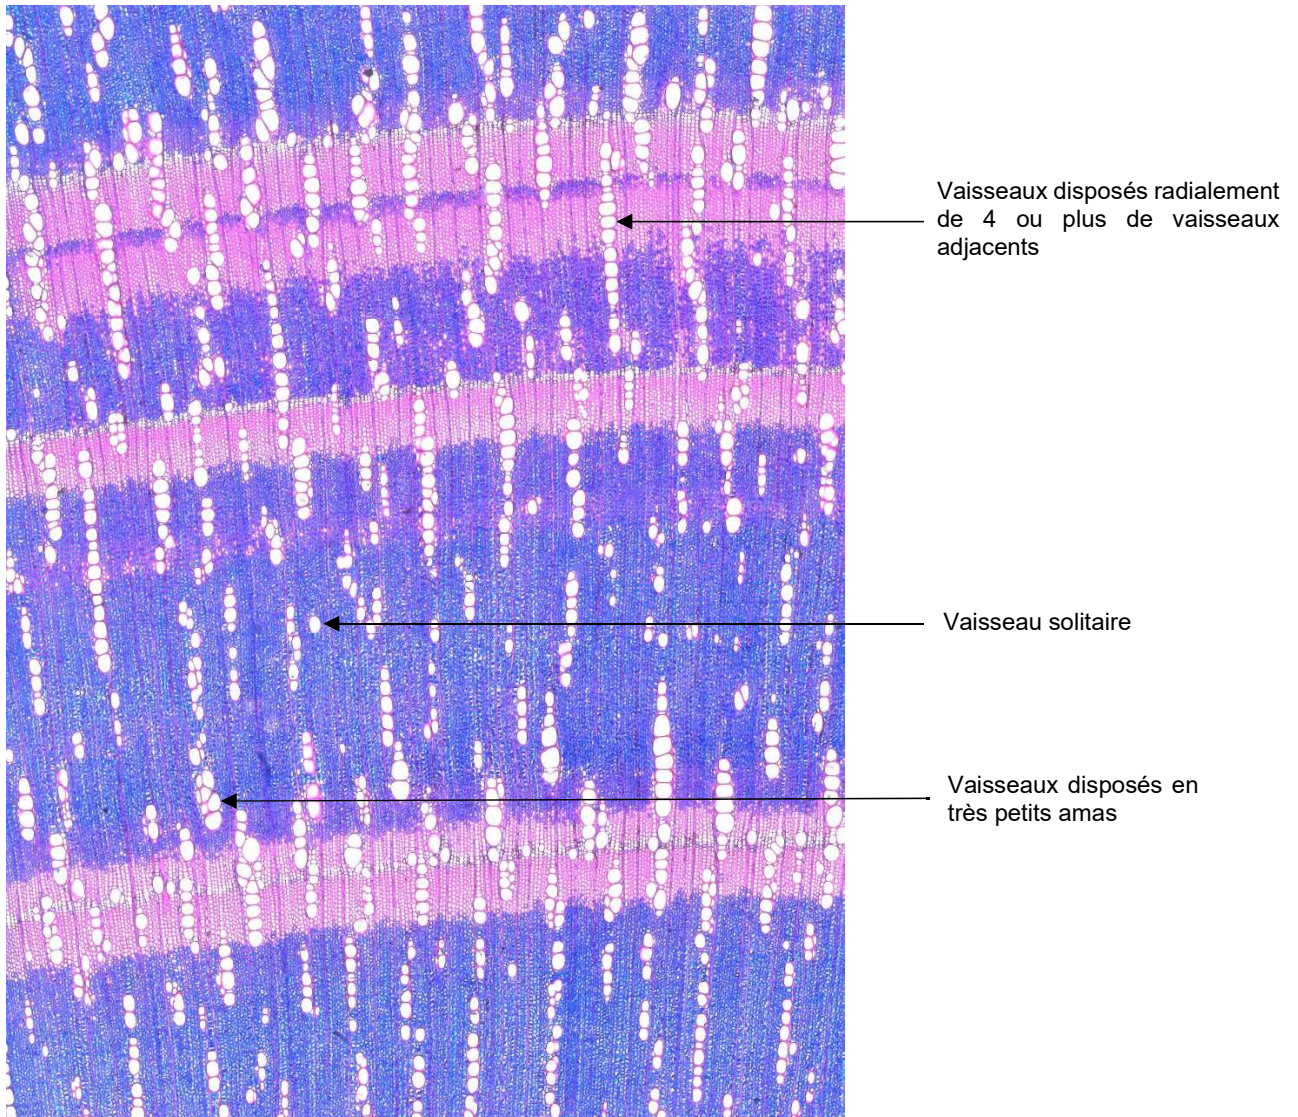 Vaisseaux disposés radialement
de 4 ou plus de vaisseaux
adjacents
Vaisseau solitaire
Vaisseaux disposés en
très petits amas